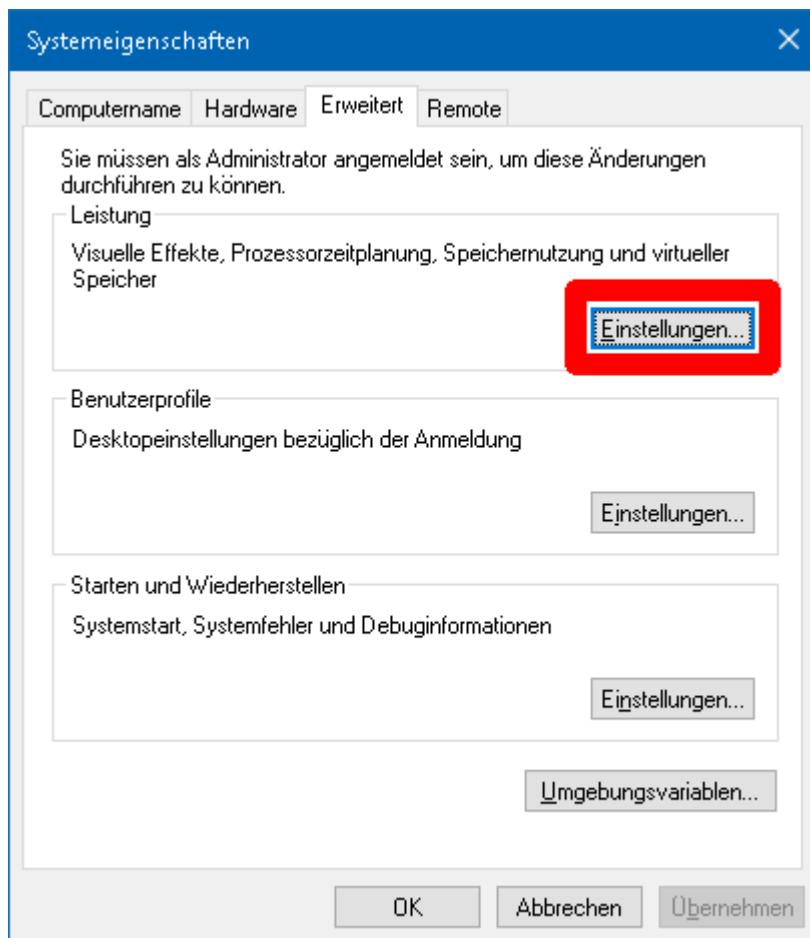 Systemeigenschaften
Computername Hardware Erweitert Remote
Sie müssen als Administrator angemeldet sein, um diese Änderungen
durchführen zu können.
Leistung
Visuelle Effekte, Prozessorzeitplanung, Speichernutzung und virtueller
Speicher
Einstellungen...
Benutzerprofile
Desktopeinstellungen bezüglich der Anmeldung
Einstellungen...
Starten und Wiederherstellen
Systemstart, Systemfehler und Debuginformationen
Einstellungen...
Umgebungsvariablen...
OK Abbrechen Übernehmen